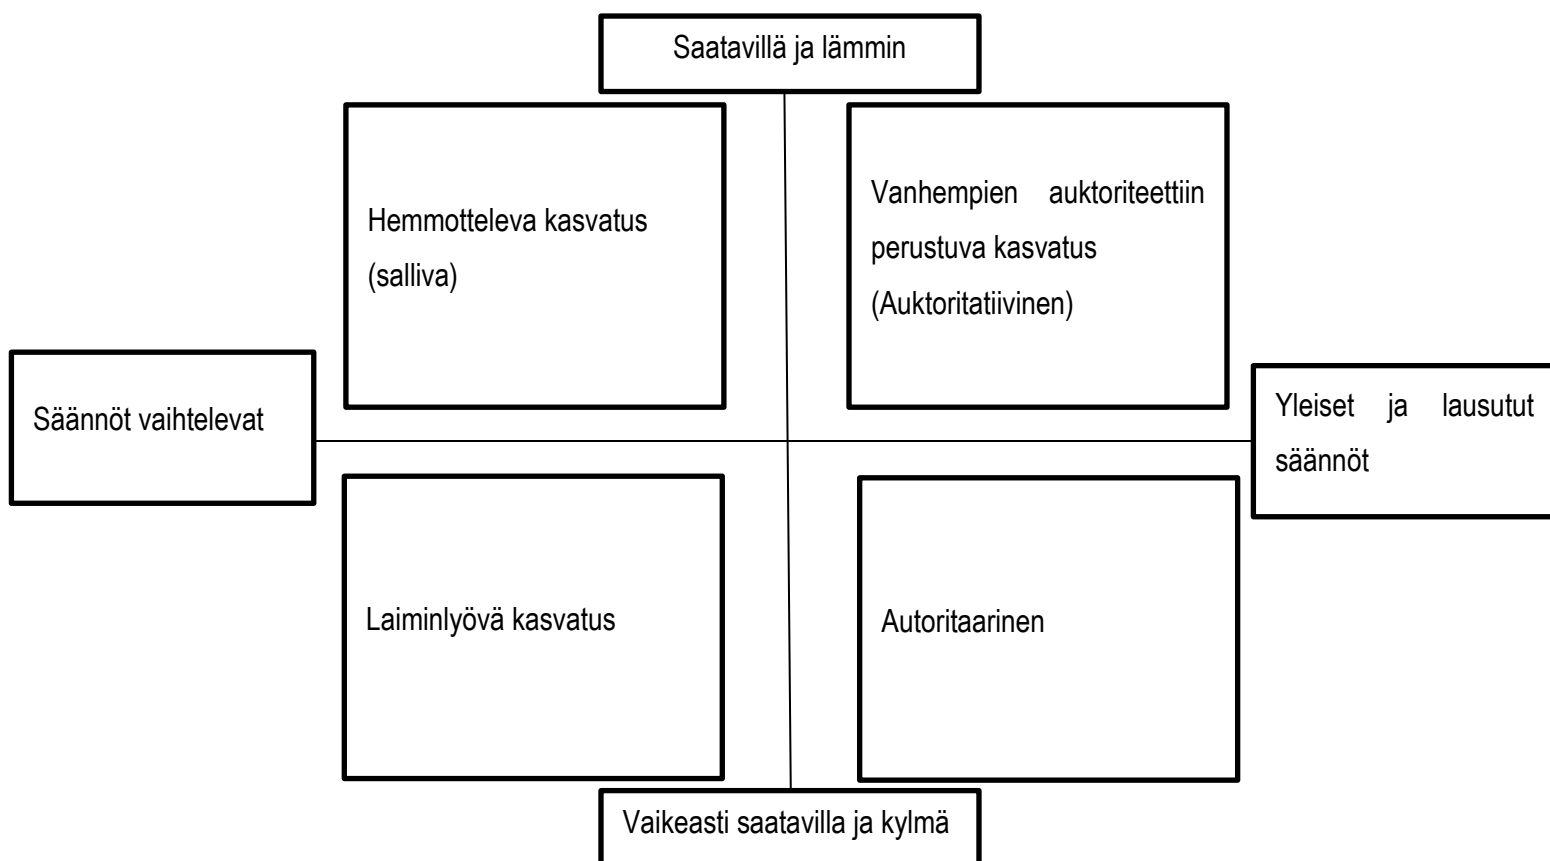 Saatavillä ja lämmin
Hemmotteleva kasvatus
(salliva)
Vanhempien auktoriteettiin
perustuva kasvatus
(Auktoritatiivinen)
Säännöt vaihtelevat
Yleiset ja lausutut
säännöt
Laiminlyövä kasvatus
Autoritaarinen
Vaikeasti saatavilla ja kylmä